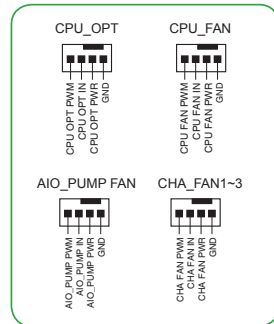 CPU_OPT
CPU OPT PWM
CPU OPT IN
CPU OPT PWR
GND
CPU_FAN
CPU FAN PWM
CPU FAN IN
CPU FAN PWR
GND
AIO_PUMP FAN
AIO_PUMP PWM
AIO_PUMP IN
AIO_PUMP PWR
GND
CHA_FAN1~3
CHA FAN PWM
CHA FAN IN
CHA FAN PWR
GND